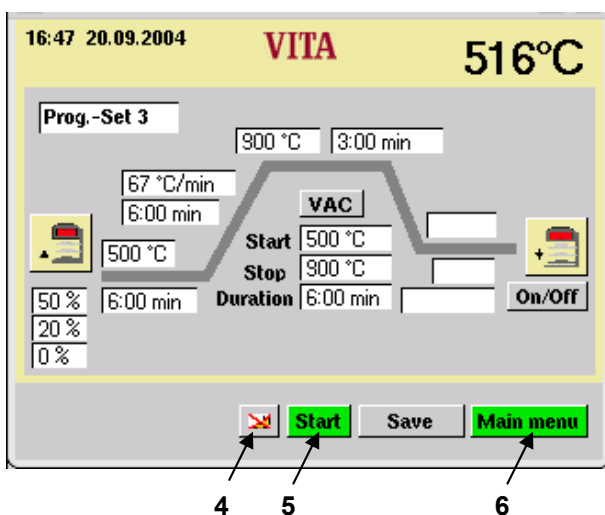 16:47 20.09.2004 VITA 516°C
Prog.-Set 3
900 °C 3:00 min
67 °C/min
6:00 min
VAC
500 °C
Start 500 °C
Stop 900 °C
6:00 min
Duration 6:00 min
On/Off
50 %
20 %
0 %
Start Save Main menu
4 5 6